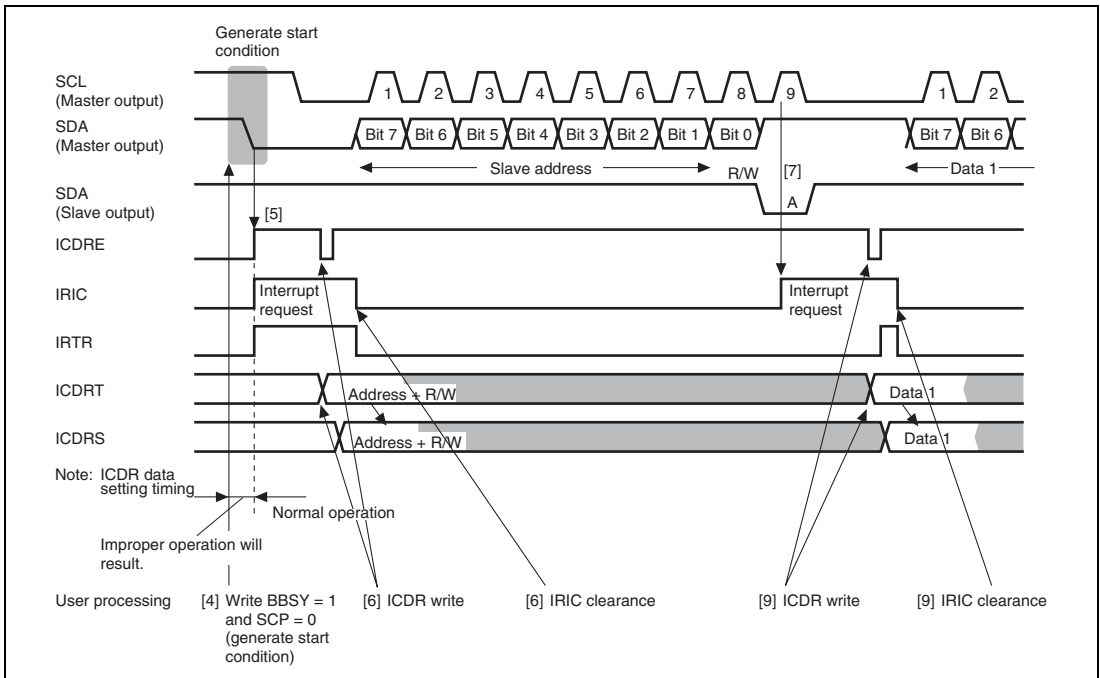 Generate start
condition
SCL
(Master output)
1 2 3 4 5 6 7 8 9 1 2
SDA
(Master output)
Bit 7 Bit 6 Bit 5 Bit 4 Bit 3 Bit 2 Bit 1 Bit 0 Bit 7 Bit 6
Slave address R/W [7] Data 1
SDA
(Slave output)
A
[5]
ICDRE
IRIC
Interrupt
request
Interrupt
request
IRTR
ICDRT
Address + R/W
Data 1
ICDRS
Address + R/W
Data 1
Note: ICDR data
setting timing
Normal operation
Improper operation will
result.
User processing
[4] Write BBSY = 1
and SCP = 0
(generate start
condition)
[6] ICDR write
[6] IRIC clearance
[9] ICDR write
[9] IRIC clearance